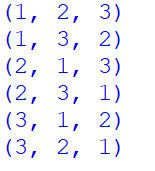 (1, 2, 3)
(1, 3, 2)
(2, 1, 3)
(2, 3, 1)
(3, 1, 2)
(3, 2, 1)